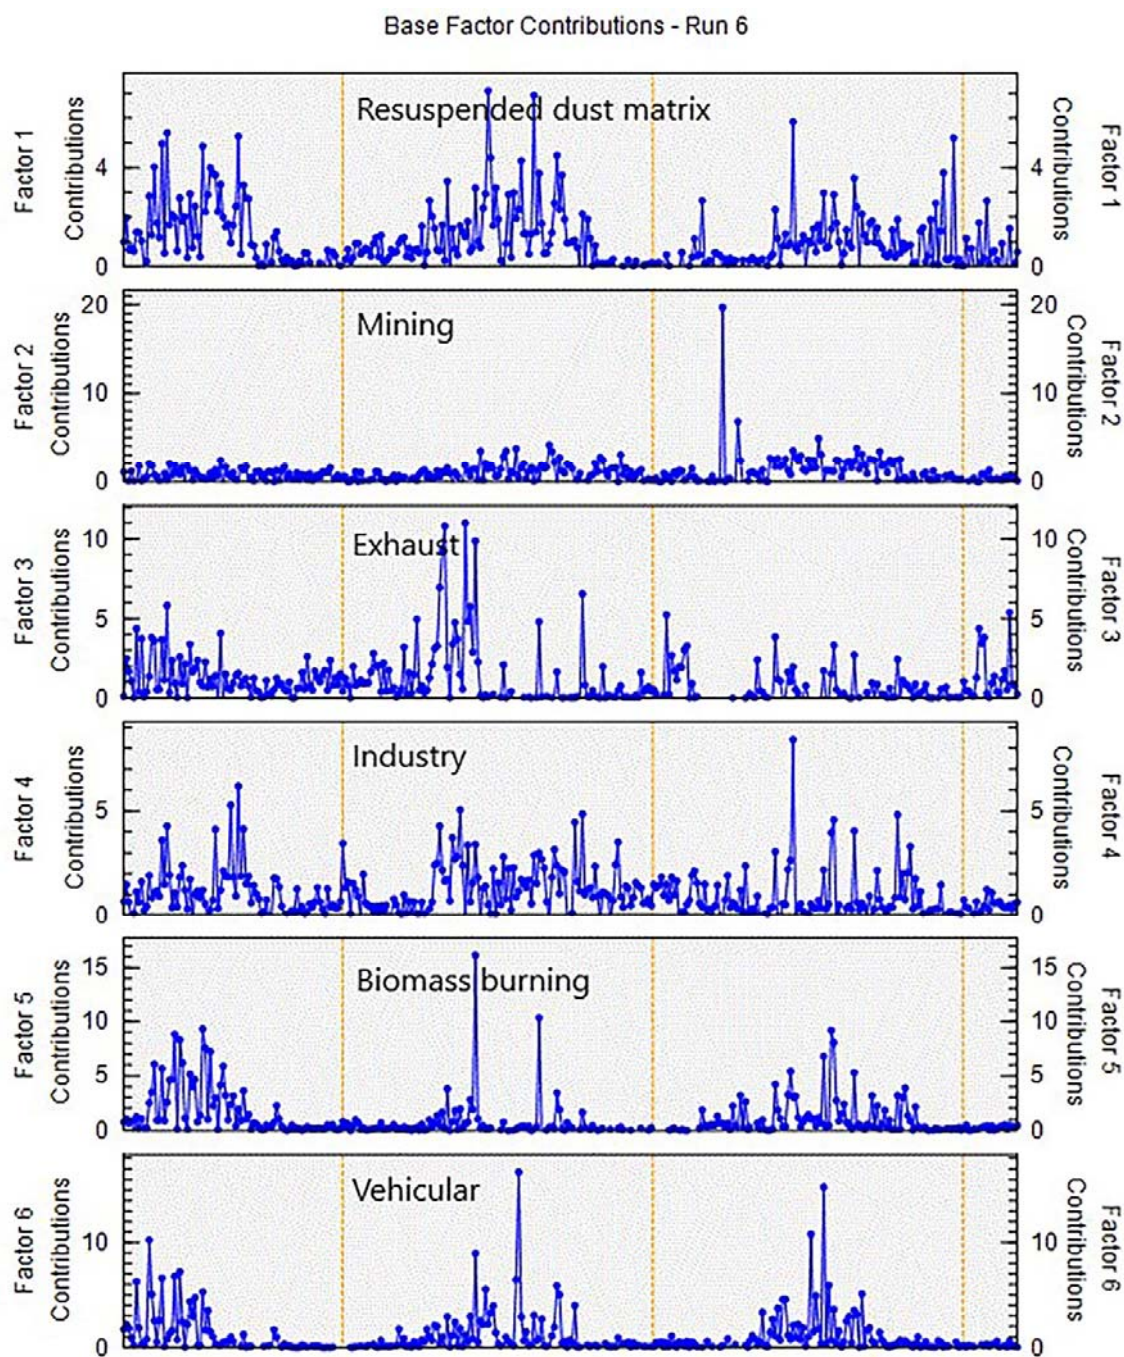 Base Factor Contributions - Run 6
Factor 1
Contributions
4
0
Resuspended dust matrix
4
0
Contributions
Factor 1
Factor 2
Contributions
20
10
0
Mining
20
10
0
Contributions
Factor 2
Factor 3
Contributions
10
5
0
Exhaust
10
5
0
Contributions
Factor 3
Factor 4
Contributions
5
0
Industry
5
0
Contributions
Factor 4
Factor 5
Contributions
15
10
5
0
Biomass burning
15
10
5
0
Contributions
Factor 5
Factor 6
Contributions
10
0
Vehicular
10
0
Contributions
Factor 6